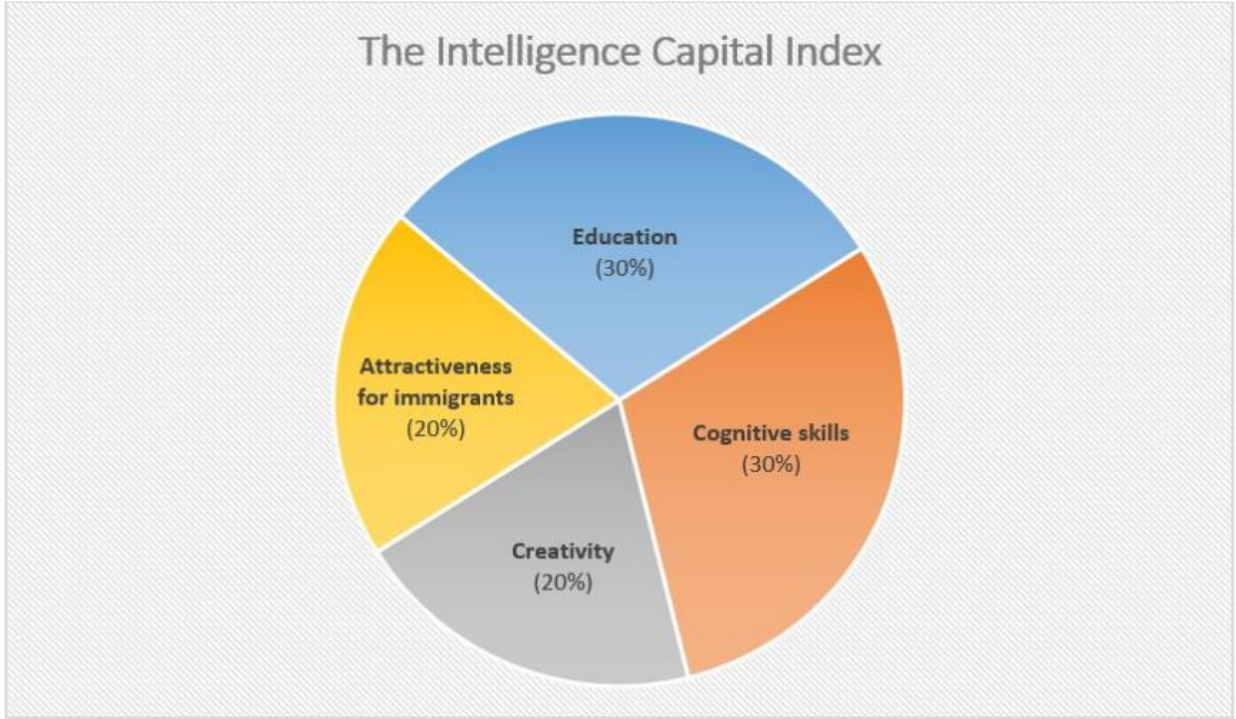 The Intelligence Capital Index
Education
(30%)
Cognitive skills
(30%)
Creativity
(20%)
Attractiveness
for immigrants
(20%)